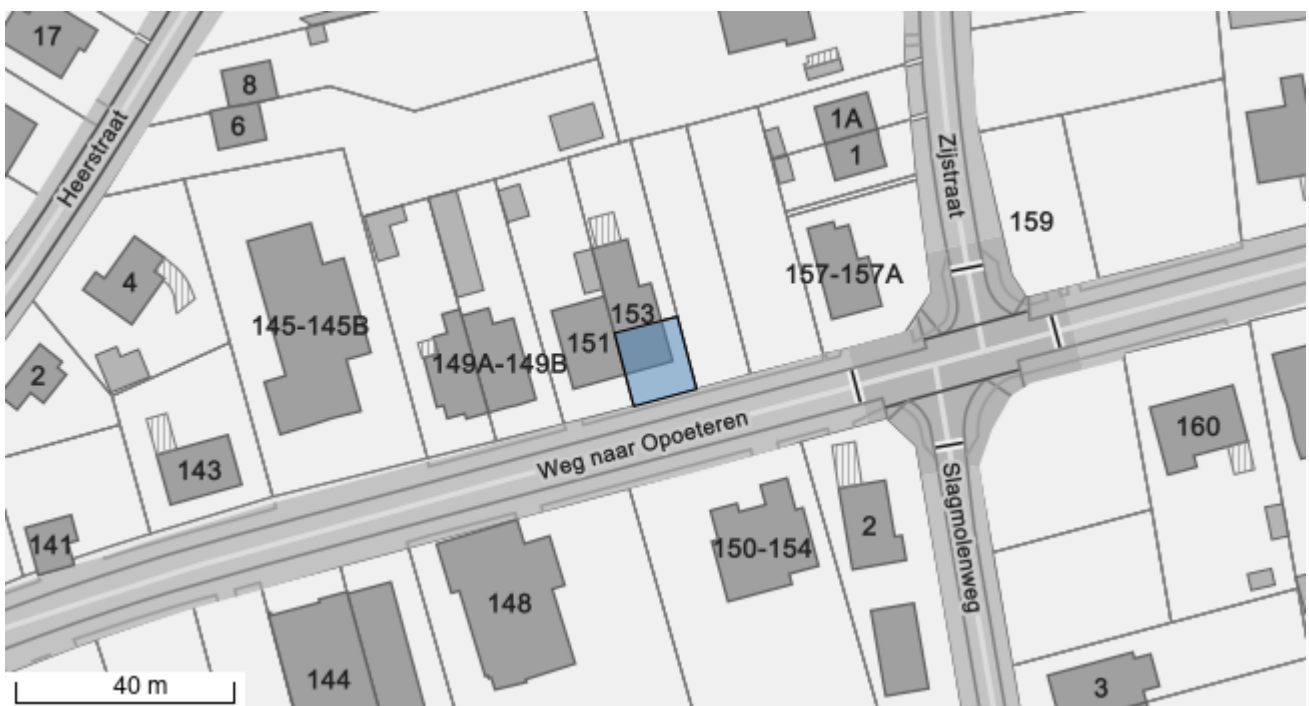 17
8
6
Heerstraat
1A
1
Zijstraat
159
4
157-157A
145-145B
153
151
149A-149B
2
Weg naar Opoeteren
160
143
141
150-154
2
Slagmolenweg
148
144
3
40 m